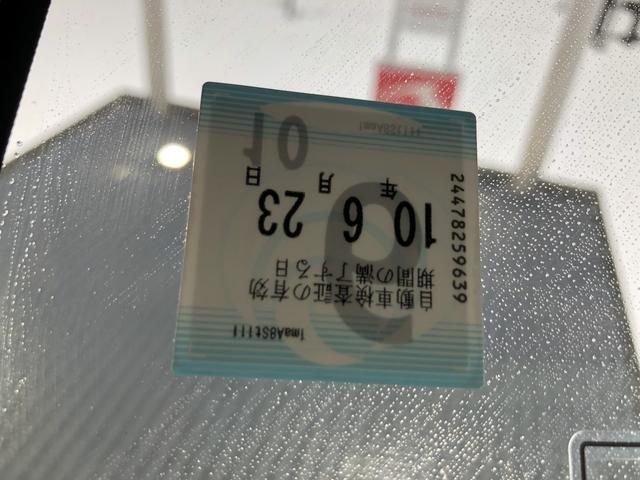 自動車検査証の有効
期間の満了する日
10年 6月 23日
24478259639